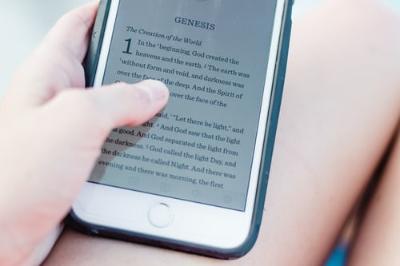 GENESIS
The Creation of the World
1 In the beginning, God created the
heavens and the earth. 2 The earth was
without form and void, and darkness was
over the face of the deep. And the Spirit of
over the face of the
said, "Let there be light," and
light. 4 And God saw that the light
good. And God separated the light from
the darkness. 5 God called the light Day, and
the darkness he called Night. And there was
evening and there was morning, the first